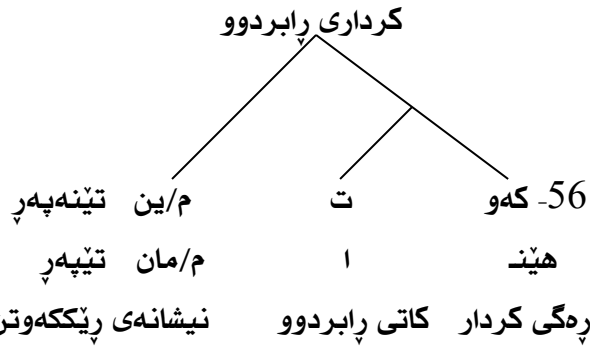 کرداری ڕابردوو
56- کەو ت م/ین تێنەپەڕ
هێنـ ا م/مان تێپەڕ
ڕەگی کردار کاتی ڕابردوو نیشانەی ڕێککەوتن